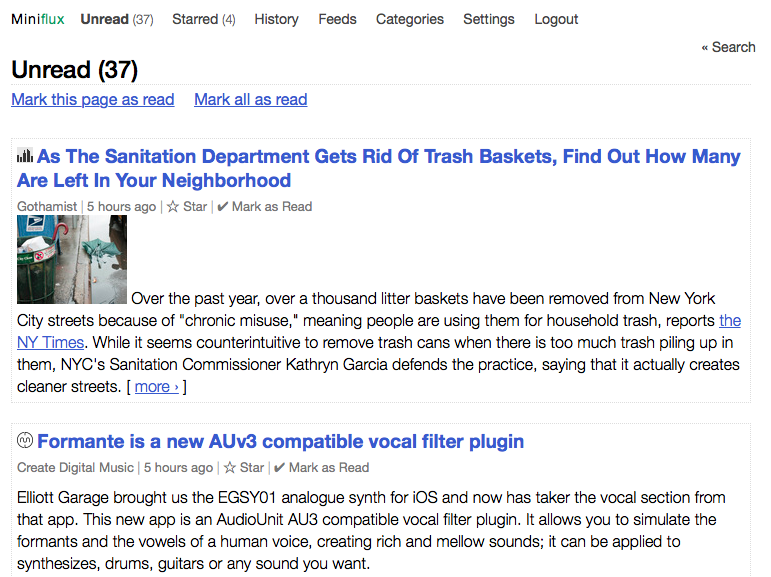 Miniflux Unread (37) Starred (4) History Feeds Categories Settings Logout
« Search
Unread (37)
Mark this page as read Mark all as read
As The Sanitation Department Gets Rid Of Trash Baskets, Find Out How Many
Are Left In Your Neighborhood
Gothamist | 5 hours ago | ☆ Star | ✔ Mark as Read
Over the past year, over a thousand litter baskets have been removed from New York
City streets because of "chronic misuse," meaning people are using them for household trash, reports the
NY Times. While it seems counterintuitive to remove trash cans when there is too much trash piling up in
them, NYC's Sanitation Commissioner Kathryn Garcia defends the practice, saying that it actually creates
cleaner streets. [ more › ]
Formante is a new AUv3 compatible vocal filter plugin
Create Digital Music | 5 hours ago | ☆ Star | ✔ Mark as Read
Elliott Garage brought us the EGSY01 analogue synth for iOS and now has taker the vocal section from
that app. This new app is an AudioUnit AU3 compatible vocal filter plugin. It allows you to simulate the
formants and the vowels of a human voice, creating rich and mellow sounds; it can be applied to
synthesizes, drums, guitars or any sound you want.